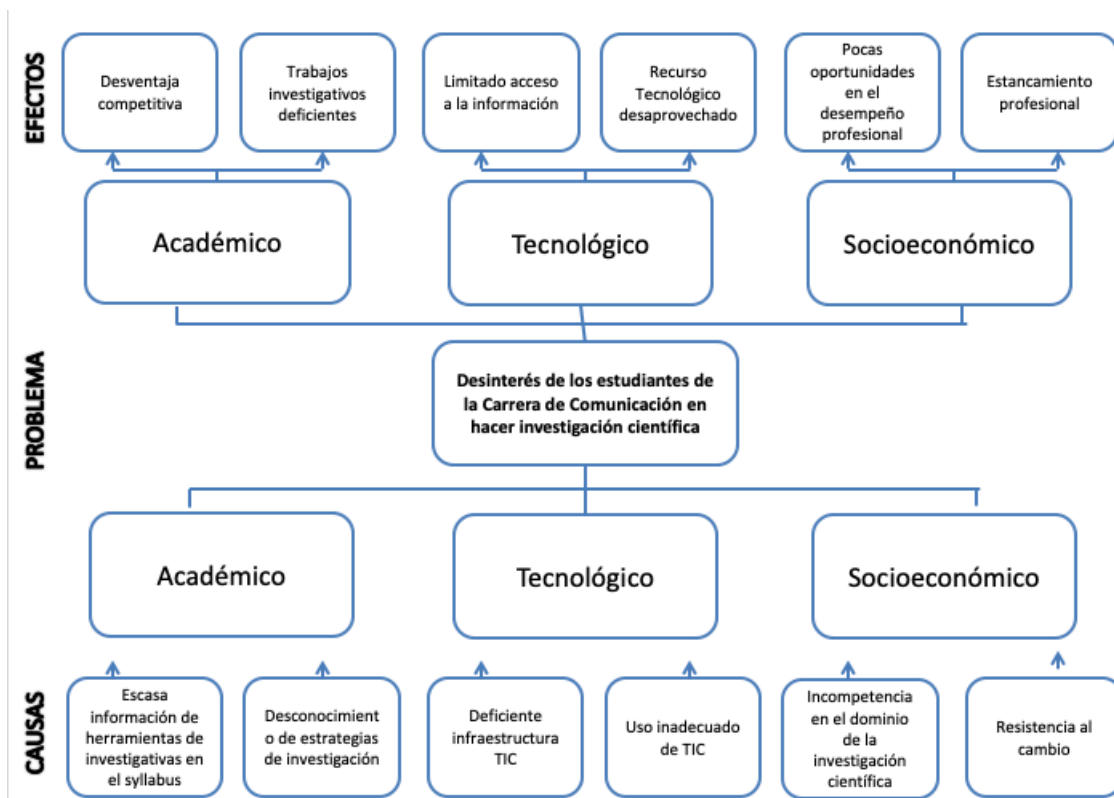 EFECTOS
Desventaja
competitiva
Trabajos
investigativos
deficientes
Limitado acceso
a la información
Recurso
Tecnológico
desaprovechado
Pocas
oportunidades
en el
desempeño
profesional
Estancamiento
profesional
Académico
Tecnológico
Socioeconómico
PROBLEMA
Desinterés de los estudiantes de
la Carrera de Comunicación en
hacer investigación científica
Académico
Tecnológico
Socioeconómico
CAUSAS
Escasa
información de
herramientas de
investigativas en
el syllabus
Desconocimient
o de estrategias
de investigación
Deficiente
infraestructura
TIC
Uso inadecuado
de TIC
Incompetencia
en el dominio
de la
investigación
científica
Resistencia al
cambio